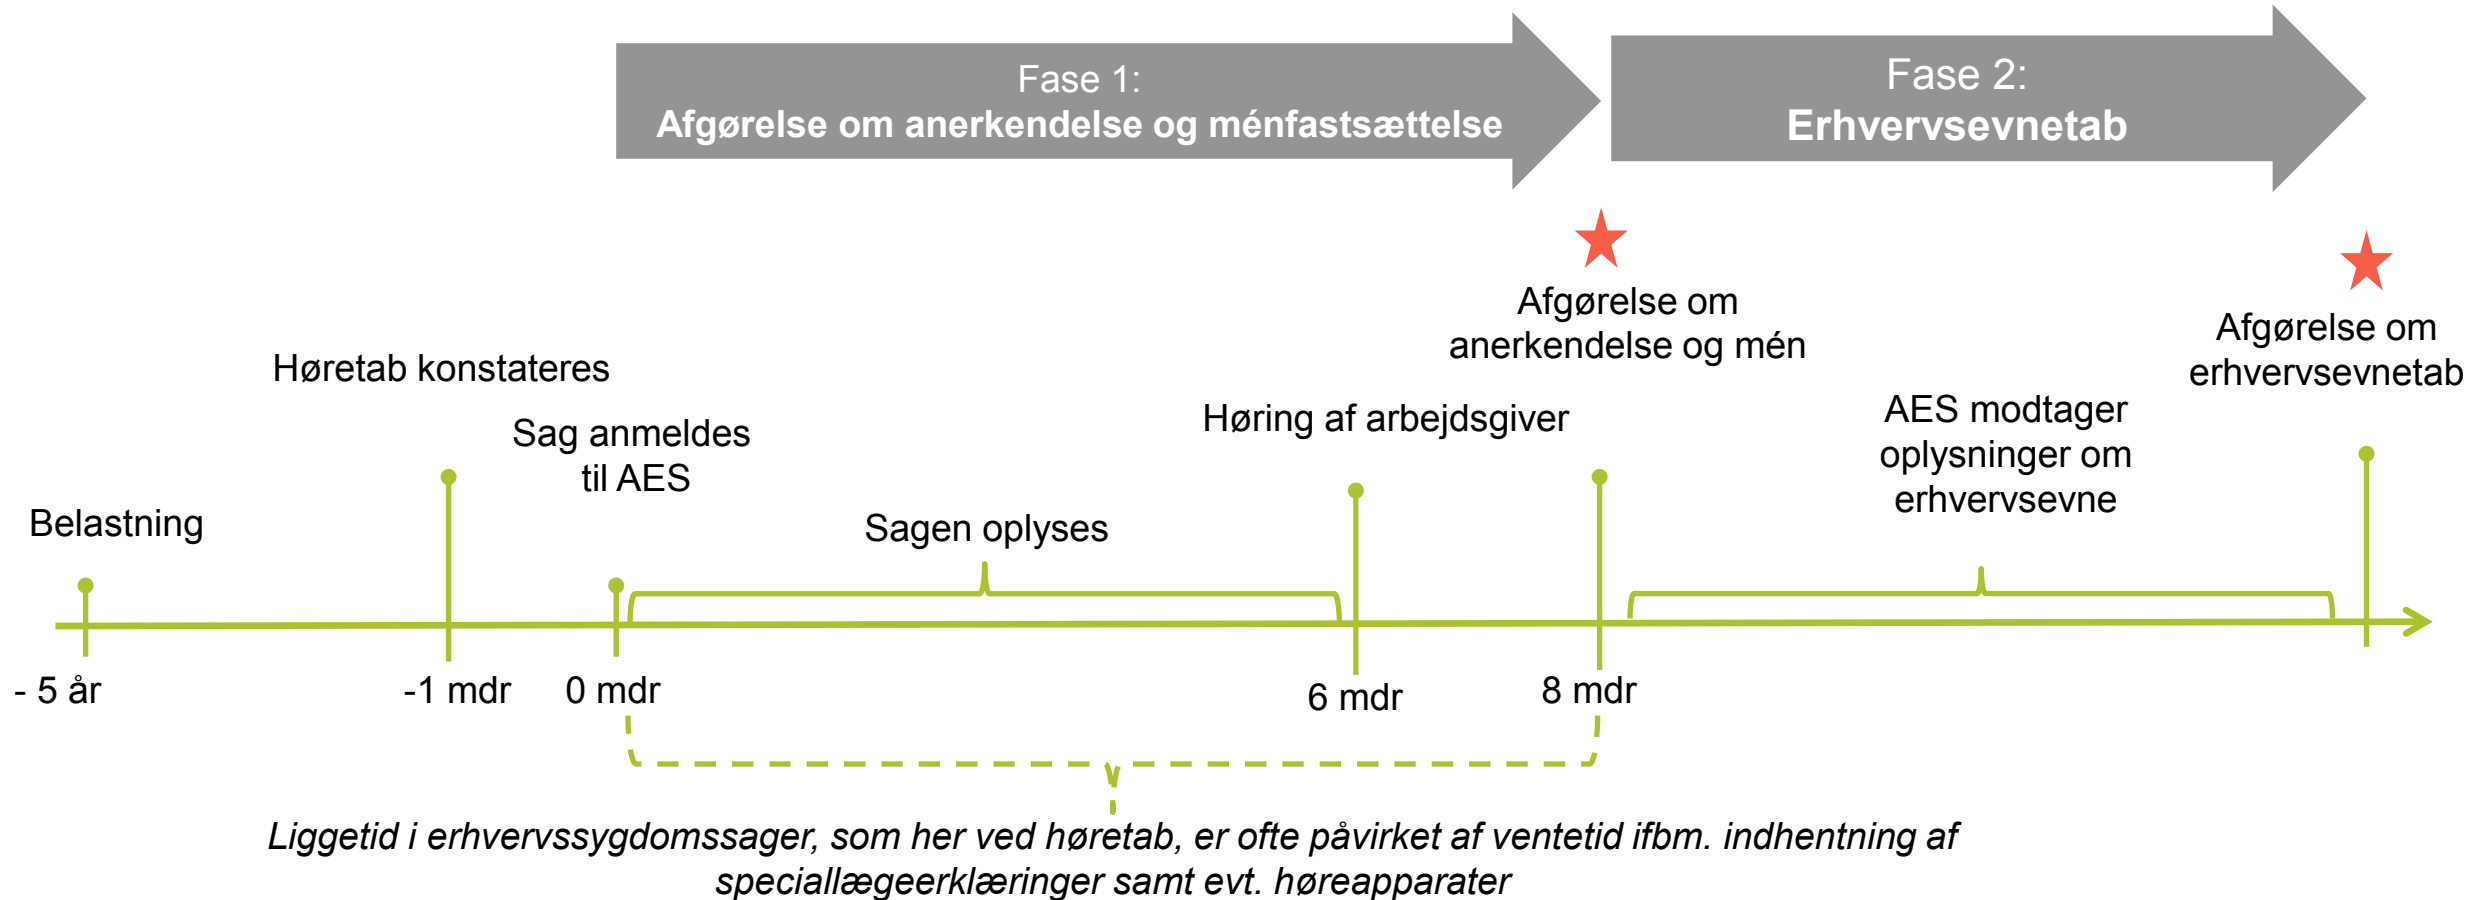 Fase 1:
Afgørelse om anerkendelse og ménfastsættelse
Fase 2:
Erhvervsevnetab
Belastning
Høretab konstateres
Sag anmeldes
til AES
Sagen oplyses
Høring af arbejdsgiver
Afgørelse om
anerkendelse og mén
AES modtager
oplysninger om
erhvervsevne
Afgørelse om
erhvervsevnetab
- 5 år
-1 mdr
0 mdr
6 mdr
8 mdr
Liggetid i erhvervssygdomssager, som her ved høretab, er ofte påvirket af ventetid ifbm. indhentning af
speciallægeerklæringer samt evt. høreapparater